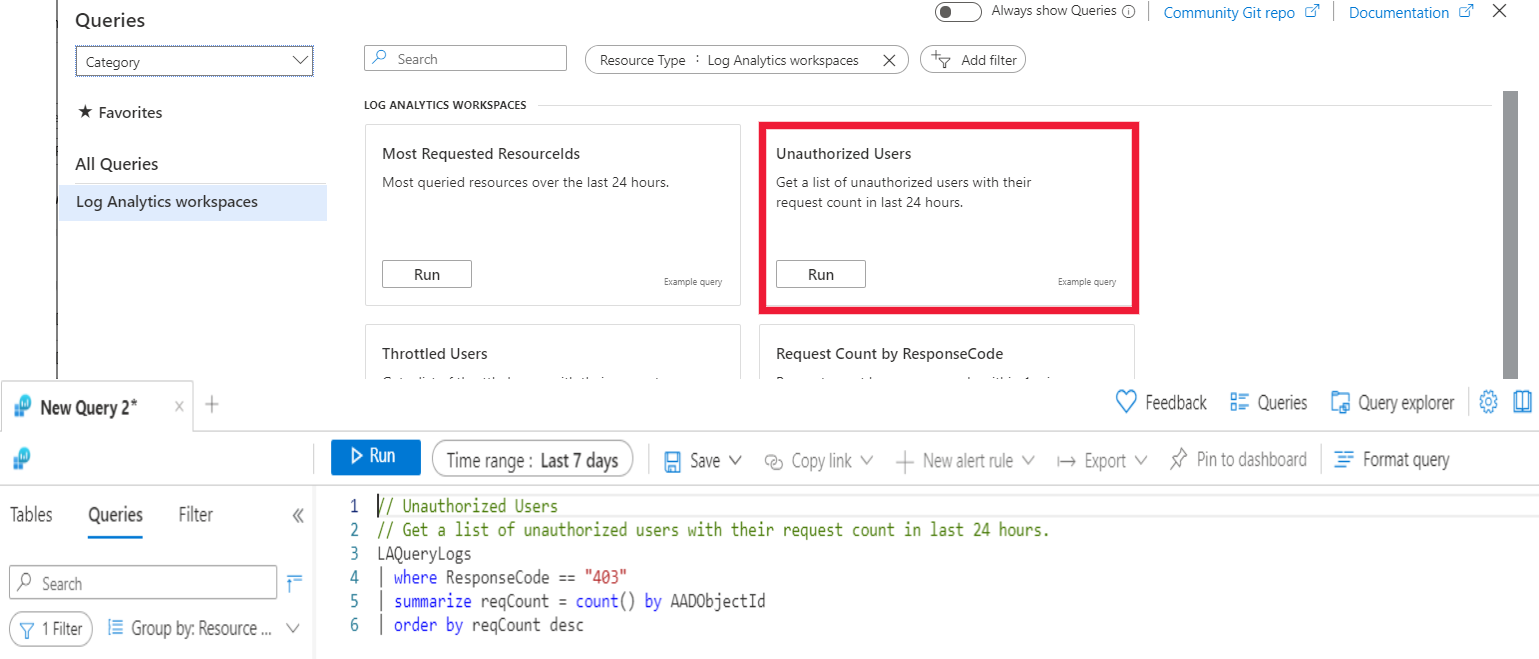 Queries
Always show Queries
Community Git repo
Documentation
Category
Search
Resource Type : Log Analytics workspaces
Add filter
★ Favorites
All Queries
Log Analytics workspaces
LOG ANALYTICS WORKSPACES
Most Requested ResourceIds
Most queried resources over the last 24 hours.
Run
Example query
Unauthorized Users
Get a list of unauthorized users with their
request count in last 24 hours.
Run
Example query
Throttled Users
Request Count by ResponseCode
New Query 2*
Feedback
Queries
Query explorer
Run
Time range : Last 7 days
Save
Copy link
New alert rule
Export
Pin to dashboard
Format query
Tables
Queries
Filter
Search
1 Filter
Group by: Resource ...
1 // Unauthorized Users
2 // Get a list of unauthorized users with their request count in last 24 hours.
3 LAQueryLogs
4 | where ResponseCode == "403"
5 | summarize reqCount = count() by AADObjectId
6 | order by reqCount desc